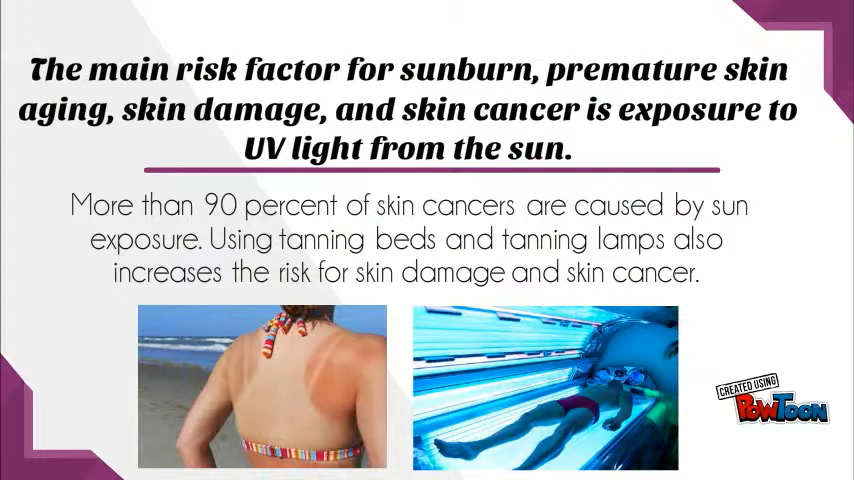 The main risk factor for sunburn, premature skin
aging, skin damage, and skin cancer is exposure to
UV light from the sun.
More than 90 percent of skin cancers are caused by sun
exposure. Using tanning beds and tanning lamps also
increases the risk for skin damage and skin cancer.
CREATED USING
POWTOON